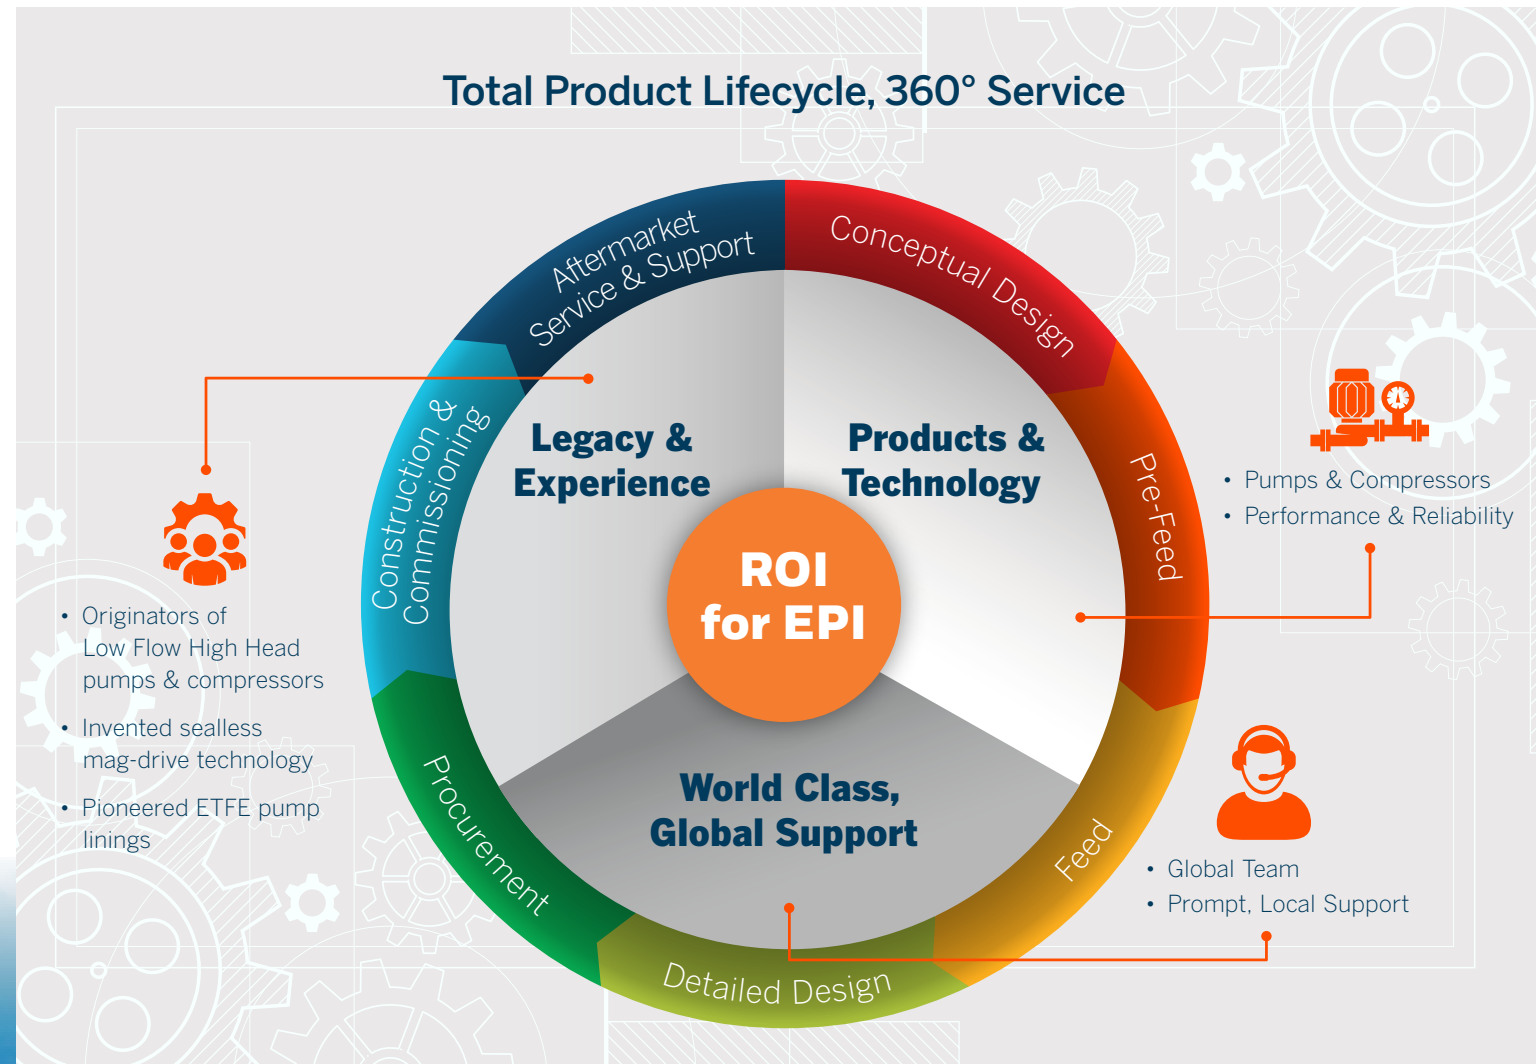 Total Product Lifecycle, 360° Service
Aftermarket
Service & Support
Conceptual Design
Pre-Feed
Feed
Detailed Design
Procurement
Construction &
Commissioning
Legacy &
Experience
Products &
Technology
World Class,
Global Support
ROI
for EPI
• Originators of
Low Flow High Head
pumps & compressors
• Invented sealless
mag-drive technology
• Pioneered ETFE pump
linings
• Pumps & Compressors
• Performance & Reliability
• Global Team
• Prompt, Local Support